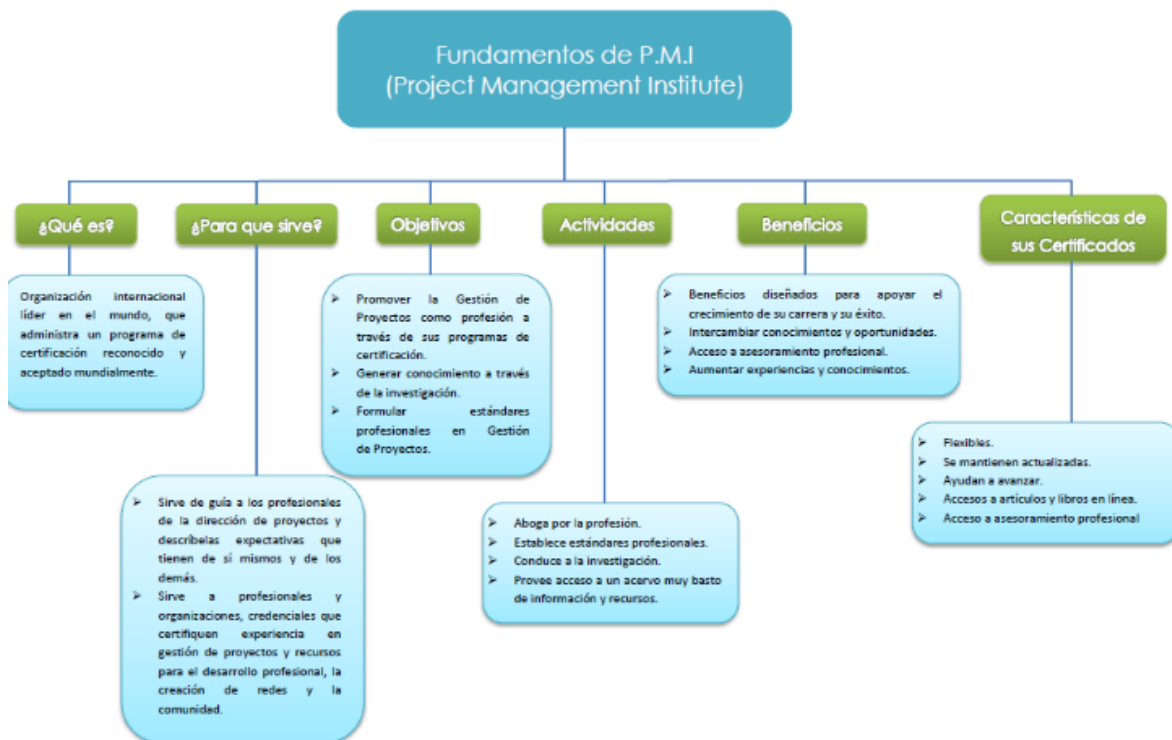 Fundamentos de P.M.I
(Project Management Institute)
¿Qué es?
Organización internacional
líder en el mundo, que
administra un programa de
certificación reconocido y
aceptado mundialmente.
¿Para que sirve?
➢ Sirve de guía a los profesionales
de la dirección de proyectos y
descríbelas expectativas que
tienen de sí mismos y de los
demás.
➢ Sirve a profesionales y
organizaciones, credenciales que
certifiquen experiencia en
gestión de proyectos y recursos
para el desarrollo profesional, la
creación de redes y la
comunidad.
Objetivos
➢ Promover la Gestión de
Proyectos como profesión a
través de sus programas de
certificación.
➢ Generar conocimiento a través
de la investigación.
➢ Formular estándares
profesionales en Gestión
de Proyectos.
Actividades
➢ Aboga por la profesión.
➢ Establece estándares profesionales.
➢ Conduce a la investigación.
➢ Provee acceso a un acervo muy basto
de información y recursos.
Beneficios
➢ Beneficios diseñados para apoyar el
crecimiento de su carrera y su éxito.
➢ Intercambiar conocimientos y oportunidades.
➢ Acceso a asesoramiento profesional.
➢ Aumentar experiencias y conocimientos.
Características de
sus Certificados
➢ Flexibles.
➢ Se mantienen actualizadas.
➢ Ayudan a avanzar.
➢ Accesos a artículos y libros en línea.
➢ Acceso a asesoramiento profesional